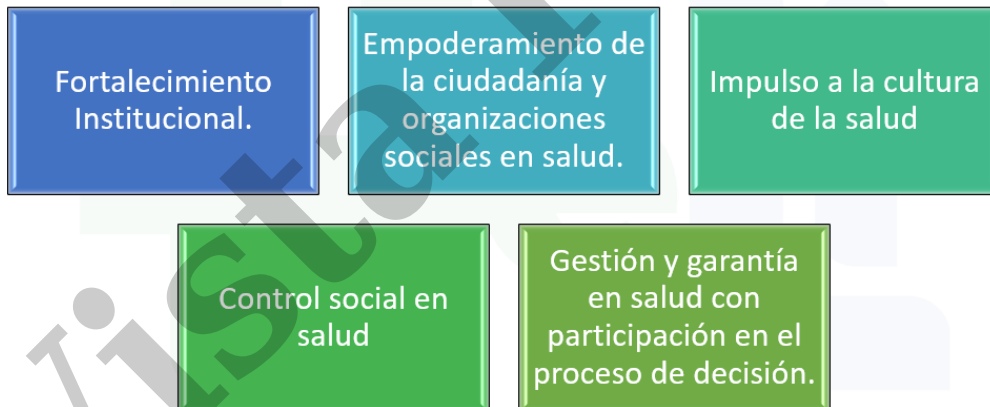 Fortalecimiento
Institucional.
Empoderamiento de
la ciudadanía y
organizaciones
sociales en salud.
Impulso a la cultura
de la salud
Control social en
salud
Gestión y garantía
en salud con
participación en el
proceso de decisión.
Vista